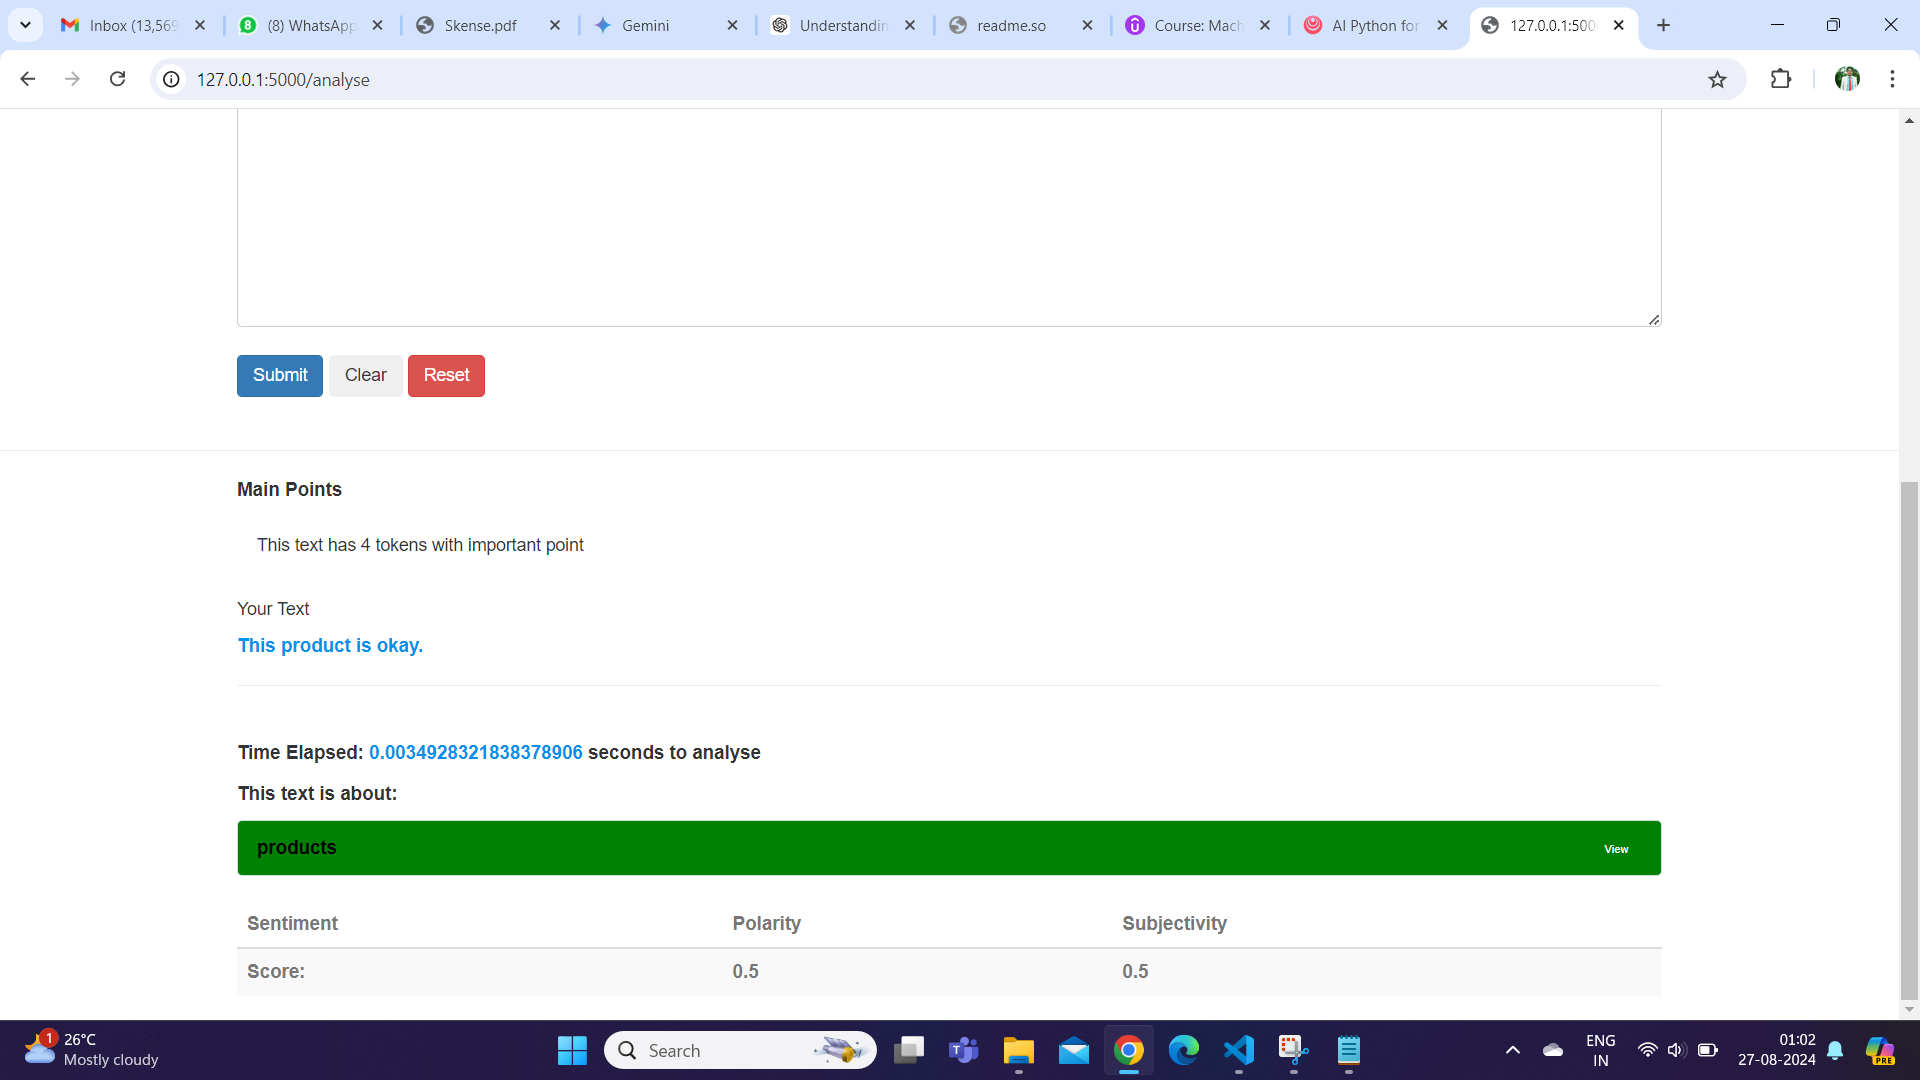 Inbox (13,569
8 (8) WhatsApp
Skense.pdf
Gemini
Understandin
readme.so
Course: Mach
AI Python for
127.0.0.1:500
127.0.0.1:5000/analyse
Submit Clear Reset
Main Points
This text has 4 tokens with important point
Your Text
This product is okay.
Time Elapsed: 0.0034928321838378906 seconds to analyse
This text is about:
products View
Sentiment Polarity Subjectivity
Score: 0.5 0.5
1 26°C
Mostly cloudy
Search
ENG
IN
01:02
27-08-2024
PRE